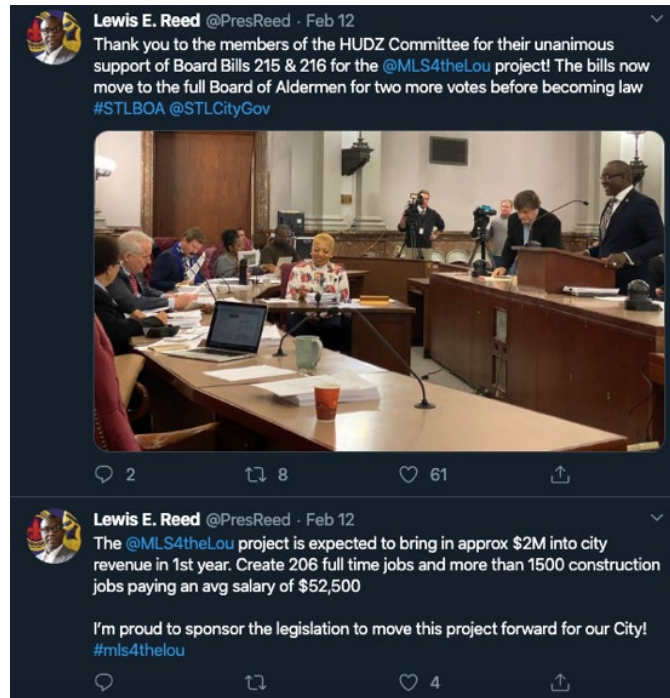 Lewis E. Reed @PresReed · Feb 12
Thank you to the members of the HUDZ Committee for their unanimous
support of Board Bills 215 & 216 for the @MLS4theLou project! The bills now
move to the full Board of Aldermen for two more votes before becoming law
#STLBOA @STLCityGov
2 8 61
Lewis E. Reed @PresReed · Feb 12
The @MLS4theLou project is expected to bring in approx $2M into city
revenue in 1st year. Create 206 full time jobs and more than 1500 construction
jobs paying an avg salary of $52,500
I'm proud to sponsor the legislation to move this project forward for our City!
#mls4thelou
4